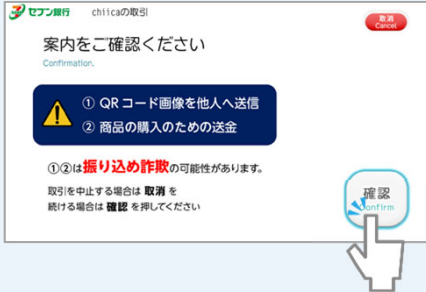 セブン銀行 chiicaの取引
取消
Cancel
案内をご確認ください
Confirmation.
① QRコード画像を他人へ送信
② 商品の購入のための送金
①②は振り込め詐欺の可能性があります。
取引を中止する場合は 取消 を
続ける場合は 確認 を押してください
確認
Confirm